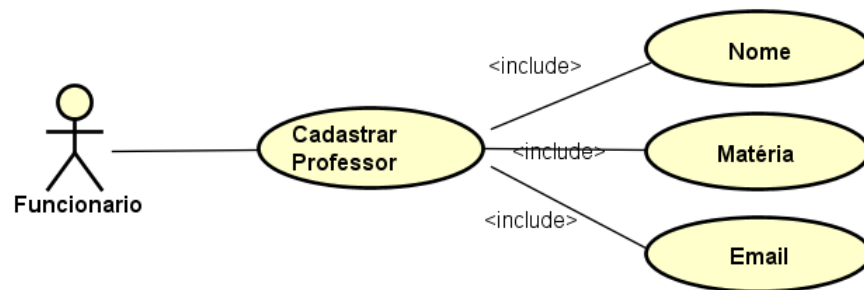 Nome
<include>
Cadastrar
Professor
<include>
Matéria
Funcionario
<include>
Email